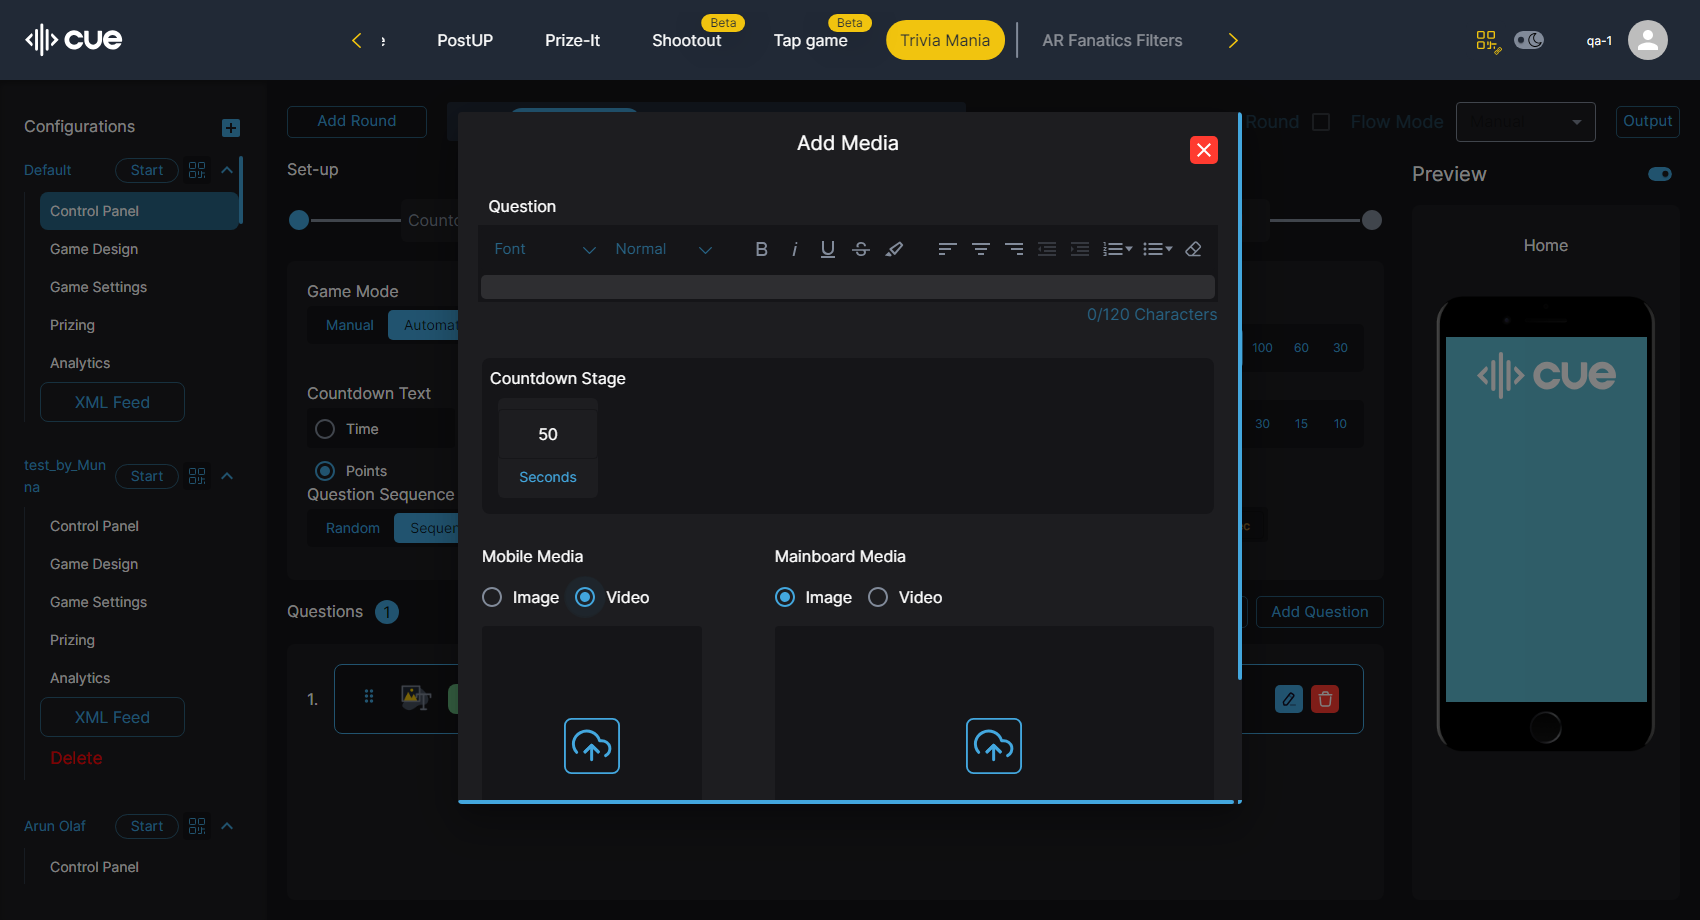 cue
PostUP
Prize-It
Beta
Shootout
Beta
Tap game
Trivia Mania
AR Fanatics Filters
qa-1
Configurations
Default
Start
Control Panel
Game Design
Game Settings
Prizing
Analytics
XML Feed
test_by_Mun
na
Start
Control Panel
Game Design
Game Settings
Prizing
Analytics
XML Feed
Delete
Arun Olaf
Start
Control Panel
Add Round
Round
Flow Mode
Output
Set-up
Game Mode
Manual
Automat
100 60 30
Countdown Text
Time
30 15 10
Points
Question Sequence
Random
Sequen
Questions 1
Add Question
1.
Add Media
Question
Font
Normal
B i U S
0/120 Characters
Countdown Stage
50
Seconds
Mobile Media
Image
Video
Mainboard Media
Image
Video
Preview
Home
cue